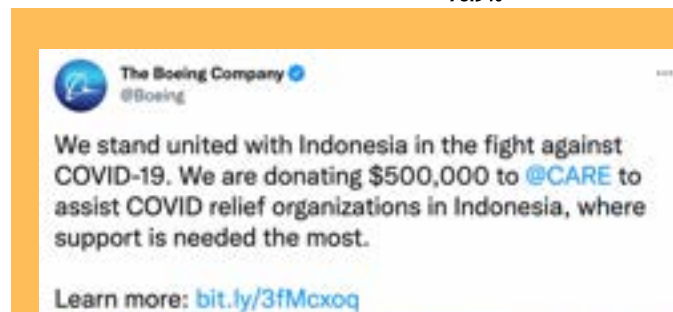 The Boeing Company
@Boeing
We stand united with Indonesia in the fight against
COVID-19. We are donating $500,000 to @CARE to
assist COVID relief organizations in Indonesia, where
support is needed the most.
Learn more: bit.ly/3fMcxoq